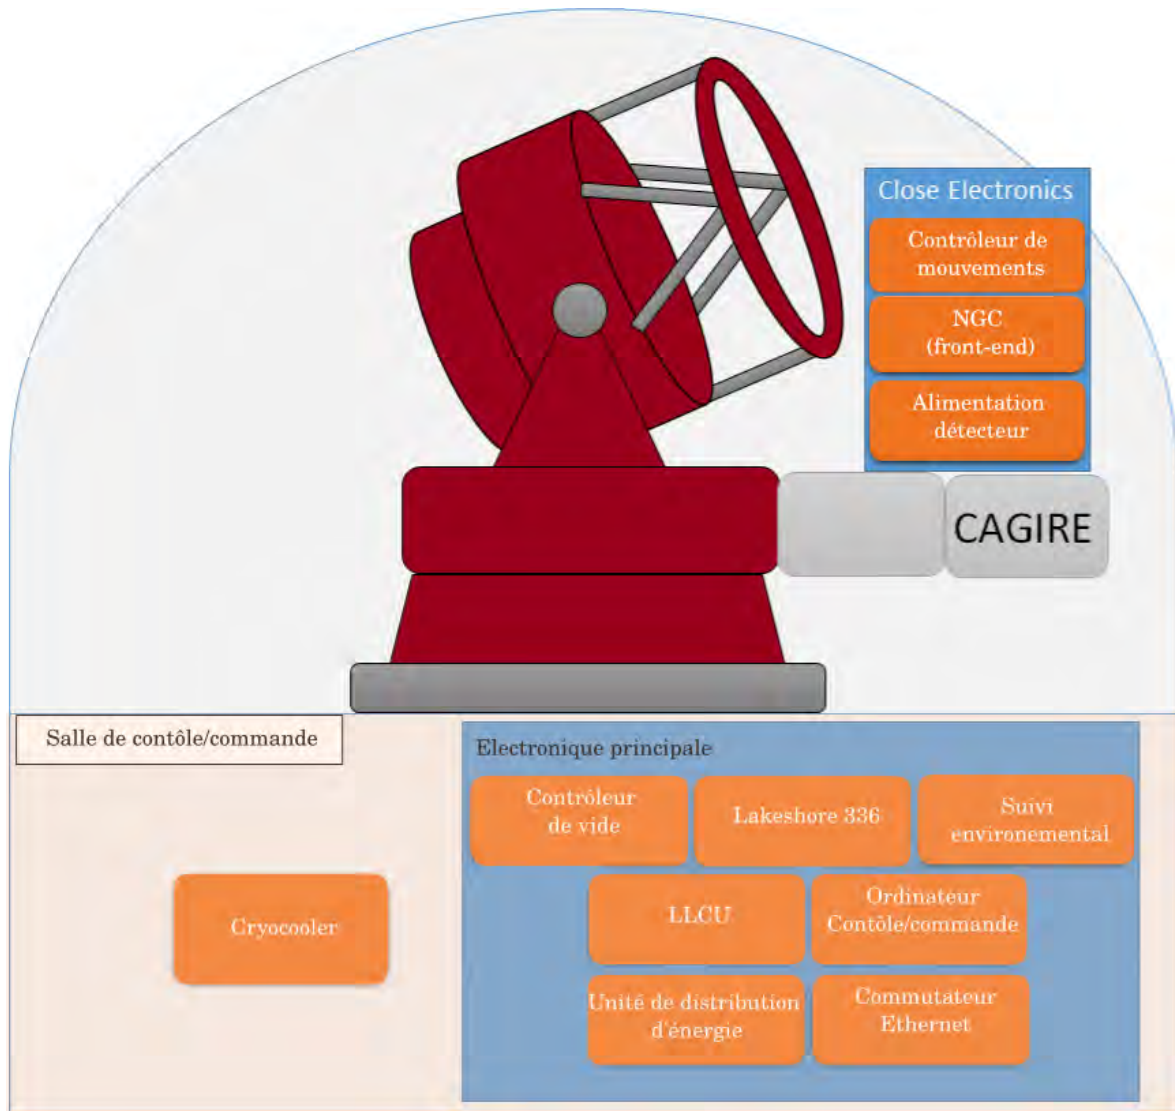 Close Electronics
Contrôleur de
mouvements
NGC
(front-end)
Alimentation
détecteur
CAGIRE
Salle de contôle/commande
Electronique principale
Contrôleur
de vide
Lakeshore 336
Suivi
environemental
Cryocooler
LLCU
Ordinateur
Contôle/commande
Unité de distribution
d'énergie
Commutateur
Ethernet